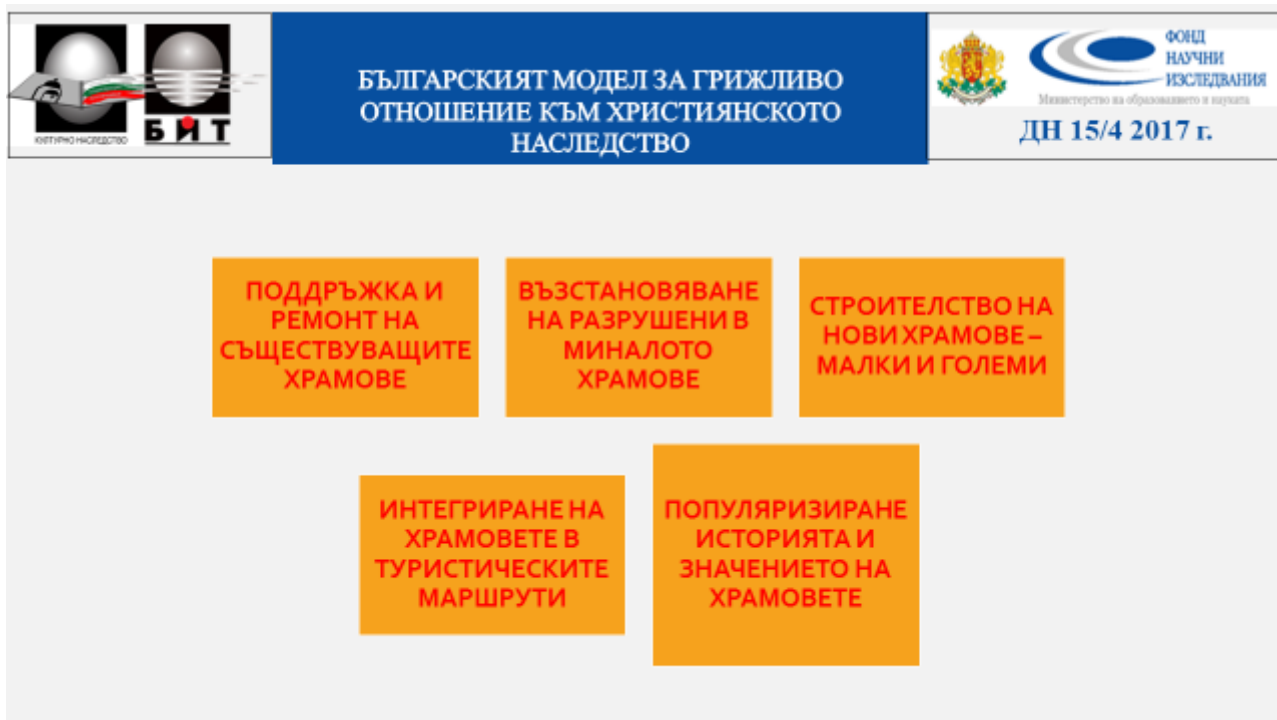 КУЛТУРНО НАСЛЕДСТВО
БИТ
БЪЛГАРСКИЯТ МОДЕЛ ЗА ГРИЖЛИВО
ОТНОШЕНИЕ КЪМ ХРИСТИЯНСКОТО
НАСЛЕДСТВО
ФОНД
НАУЧНИ
ИЗСЛЕДВАНИЯ
Министерство на образованието и науката
ДН 15/4 2017 г.
ПОДДРЪЖКА И
РЕМОНТ НА
СЪЩЕСТВУВАЩИТЕ
ХРАМОВЕ
ВЪЗСТАНОВЯВАНЕ
НА РАЗРУШЕНИ В
МИНАЛОТО
ХРАМОВЕ
СТРОИТЕЛСТВО НА
НОВИ ХРАМОВЕ –
МАЛКИ И ГОЛЕМИ
ИНТЕГРИРАНЕ НА
ХРАМОВЕТЕ В
ТУРИСТИЧЕСКИТЕ
МАРШРУТИ
ПОПУЛЯРИЗИРАНЕ
ИСТОРИЯТА И
ЗНАЧЕНИЕТО НА
ХРАМОВЕТЕ